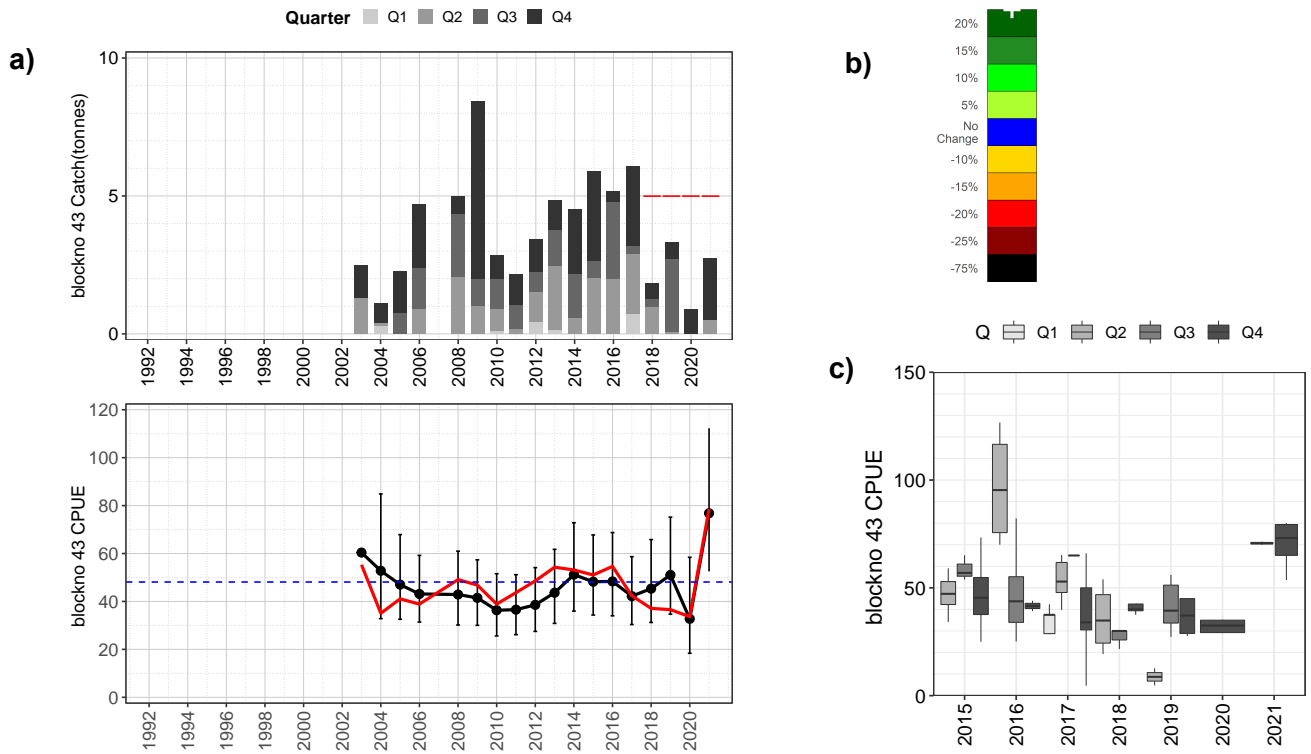 Quarter Q1 Q2 Q3 Q4
a)
blockno 43 Catch(tonnes)
10
5
0
1992 1994 1996 1998 2000 2002 2004 2006 2008 2010 2012 2014 2016 2018 2020
blockno 43 CPUE
120
100
80
60
40
20
0
1992 1994 1996 1998 2000 2002 2004 2006 2008 2010 2012 2014 2016 2018 2020
b)
20%
15%
10%
5%
No
Change
-10%
-15%
-20%
-25%
-75%
Q Q1 Q2 Q3 Q4
c)
blockno 43 CPUE
150
100
50
0
2015 2016 2017 2018 2019 2020 2021